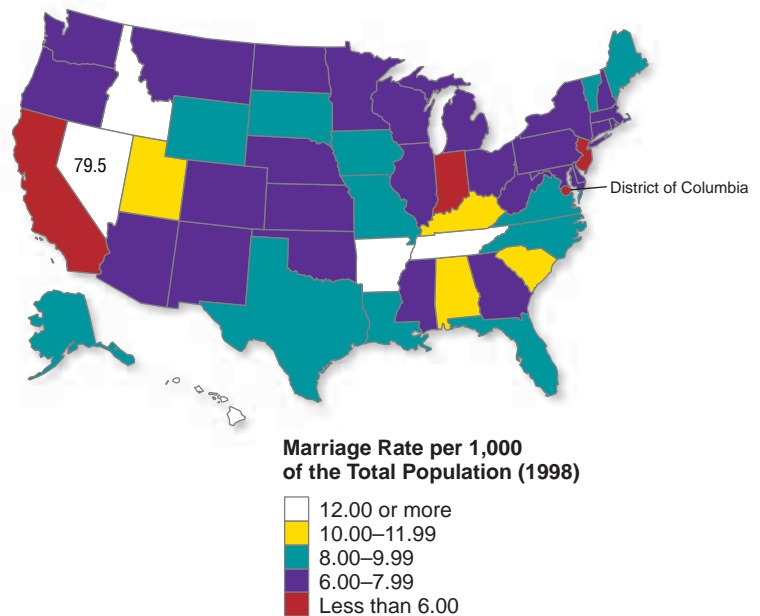 79.5
District of Columbia
Marriage Rate per 1,000
of the Total Population (1998)
12.00 or more
10.00–11.99
8.00–9.99
6.00–7.99
Less than 6.00